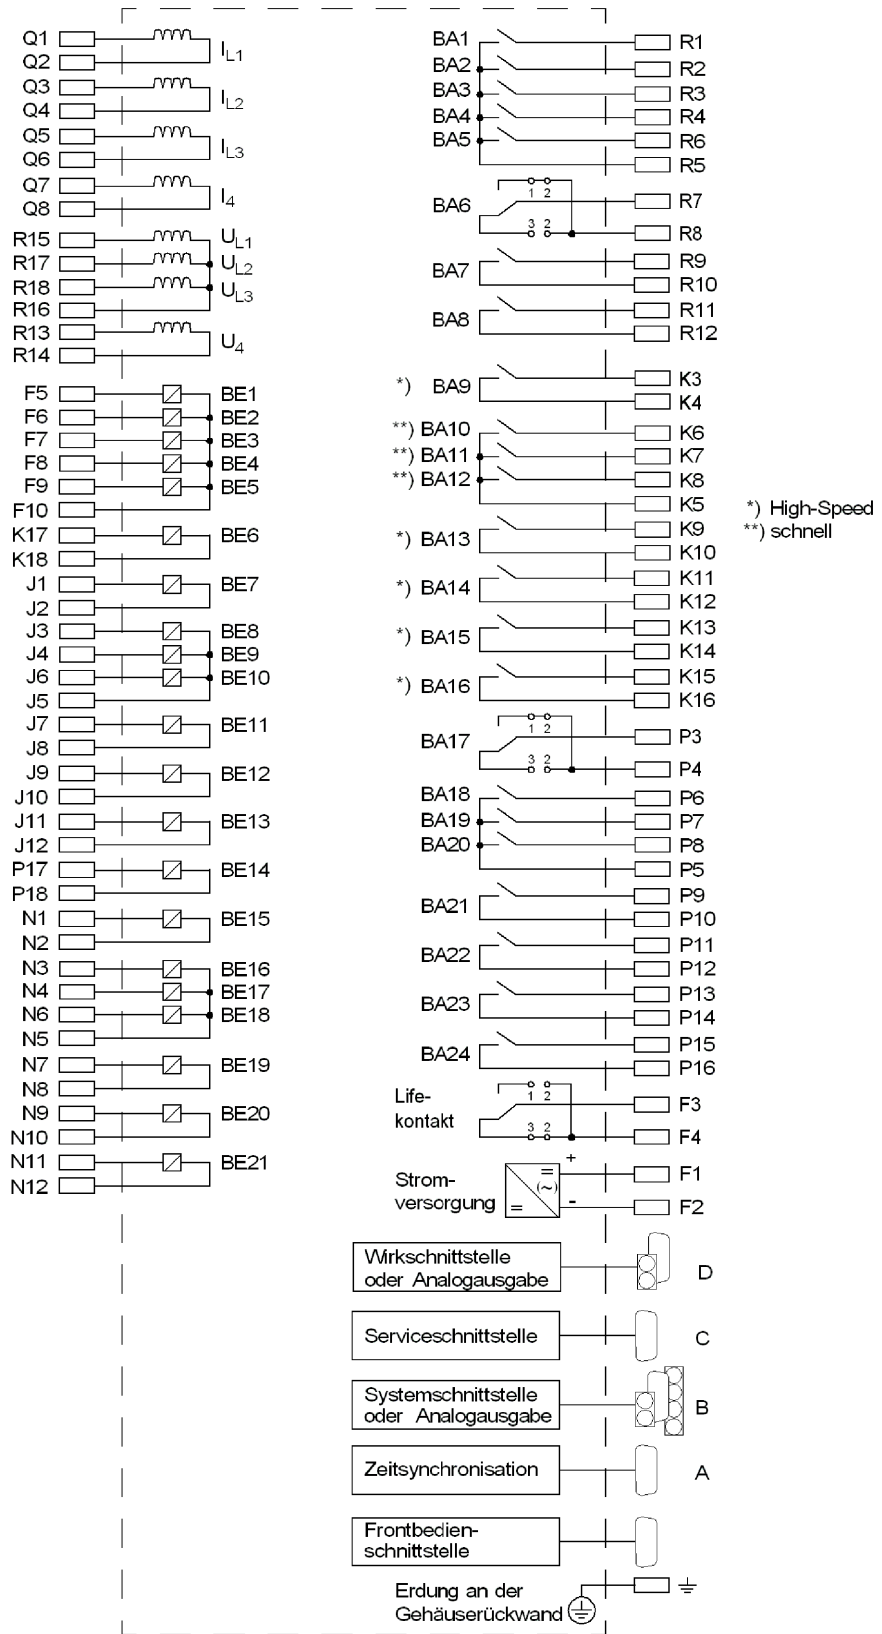 Q1
Q2
I_L1
Q3
Q4
I_L2
Q5
Q6
I_L3
Q7
Q8
I_4
R15
U_L1
R17
U_L2
R18
U_L3
R16
R13
R14
U_4
F5 BE1
F6 BE2
F7 BE3
F8 BE4
F9 BE5
F10
K17 BE6
K18
J1 BE7
J2
J3 BE8
J4 BE9
J6 BE10
J5
J7 BE11
J8
J9 BE12
J10
J11 BE13
J12
P17 BE14
P18
N1 BE15
N2
N3 BE16
N4 BE17
N6 BE18
N5
N7 BE19
N8
N9 BE20
N10
N11 BE21
N12
BA1 R1
BA2 R2
BA3 R3
BA4 R4
BA5 R6
R5
1 2
BA6 R7
3 2
R8
R9
BA7
R10
R11
BA8
R12
*) BA9 K3
K4
**) BA10 K6
**) BA11 K7
**) BA12 K8
K5
K9
*) BA13
K10
K11
*) BA14
K12
K13
*) BA15
K14
K15
*) BA16
K16
*) High-Speed
**) schnell
1 2
BA17 P3
3 2
P4
BA18 P6
BA19 P7
BA20 P8
P5
P9
BA21
P10
P11
BA22
P12
P13
BA23
P14
P15
BA24
P16
1 2
Life-
kontakt
F3
3 2
F4
+
Strom-
versorgung
=
(~)
=
-
F1
F2
Wirkschnittstelle
oder Analogausgabe
D
Serviceschnittstelle
C
Systemschnittstelle
oder Analogausgabe
B
Zeitsynchronisation
A
Frontbedien-
schnittstelle
Erdung an der
Gehäuserückwand